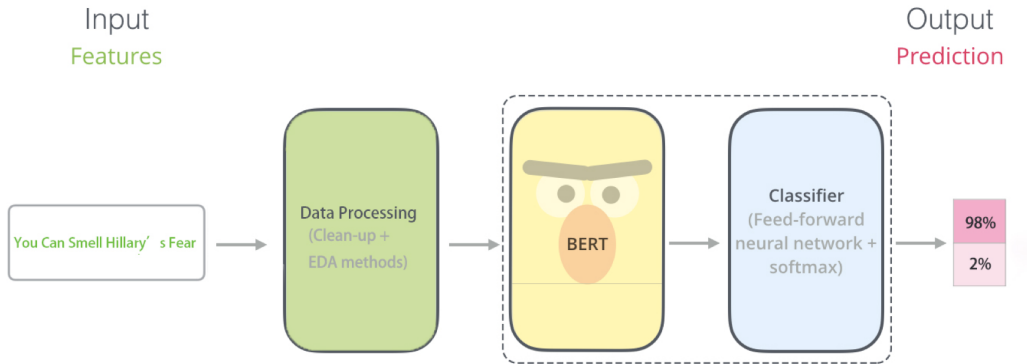 Input
Features
Output
Prediction
You Can Smell Hillary's Fear
Data Processing
(Clean-up +
EDA methods)
BERT
Classifier
(Feed-forward
neural network +
softmax)
98%
2%